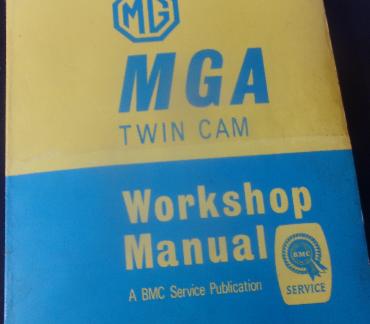 MG
MGA
TWIN CAM
Workshop
Manual
A BMC Service Publication
BMC
SERVICE